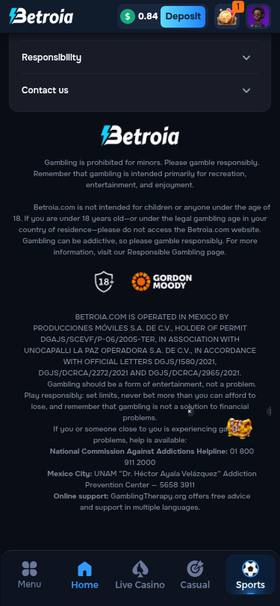 Betroia
$ 0.84 Deposit
1
Responsibility
Contact us
Betroia
Gambling is prohibited for minors. Please gamble responsibly.
Remember that gambling is intended primarily for recreation,
entertainment, and enjoyment.
Betroia.com is not intended for children or anyone under the age of
18. If you are under 18 years old—or under the legal gambling age in your
country of residence—please do not access the Betroia.com website.
Gambling can be addictive, so please gamble responsibly. For more
information, visit our Responsible Gambling page.
18+ GORDON
MOODY
BETROIA.COM IS OPERATED IN MEXICO BY
PRODUCCIONES MÓVILES S.A. DE C.V., HOLDER OF PERMIT
DGAJS/SCEVF/P-06/2005-TER, IN ASSOCIATION WITH
UNOCAPALLI LA PAZ OPERADORA S.A. DE C.V., IN ACCORDANCE
WITH OFFICIAL LETTERS DGJS/1580/2021,
DGJS/DCRCA/2272/2021 AND DGJS/DCRCA/2965/2021.
Gambling should be a form of entertainment, not a problem.
Play responsibly: set limits, never bet more than you can afford to
lose, and remember that gambling is not a solution to financial
problems.
If you or someone close to you is experiencing
problems, help is available:
National Commission Against Addictions Helpline: 01 800
911 2000
Mexico City: UNAM "Dr. Héctor Ayala Velázquez" Addiction
Prevention Center — 5658 3911
Online support: GamblingTherapy.org offers free advice
and support in multiple languages.
Menu Home Live Casino Casual Sports